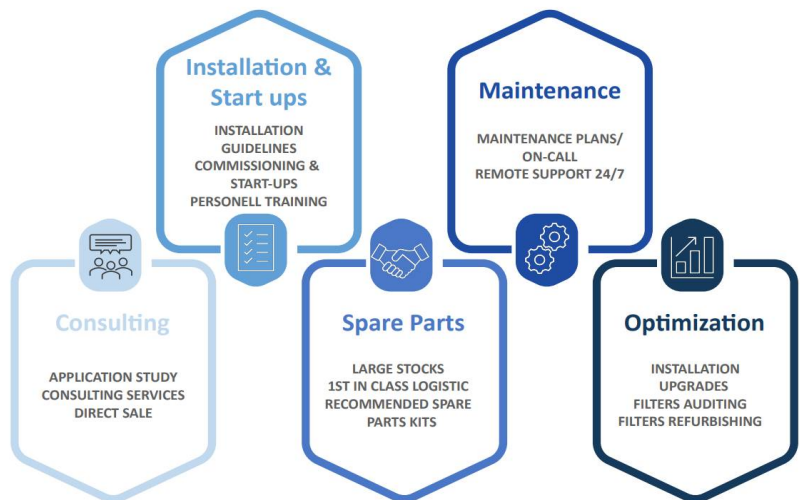 Installation &
Start ups
INSTALLATION
GUIDELINES
COMMISSIONING &
START-UPS
PERSONELL TRAINING
Maintenance
MAINTENANCE PLANS/
ON-CALL
REMOTE SUPPORT 24/7
Consulting
APPLICATION STUDY
CONSULTING SERVICES
DIRECT SALE
Spare Parts
LARGE STOCKS
1ST IN CLASS LOGISTIC
RECOMMENDED SPARE
PARTS KITS
Optimization
INSTALLATION
UPGRADES
FILTERS AUDITING
FILTERS REFURBISHING